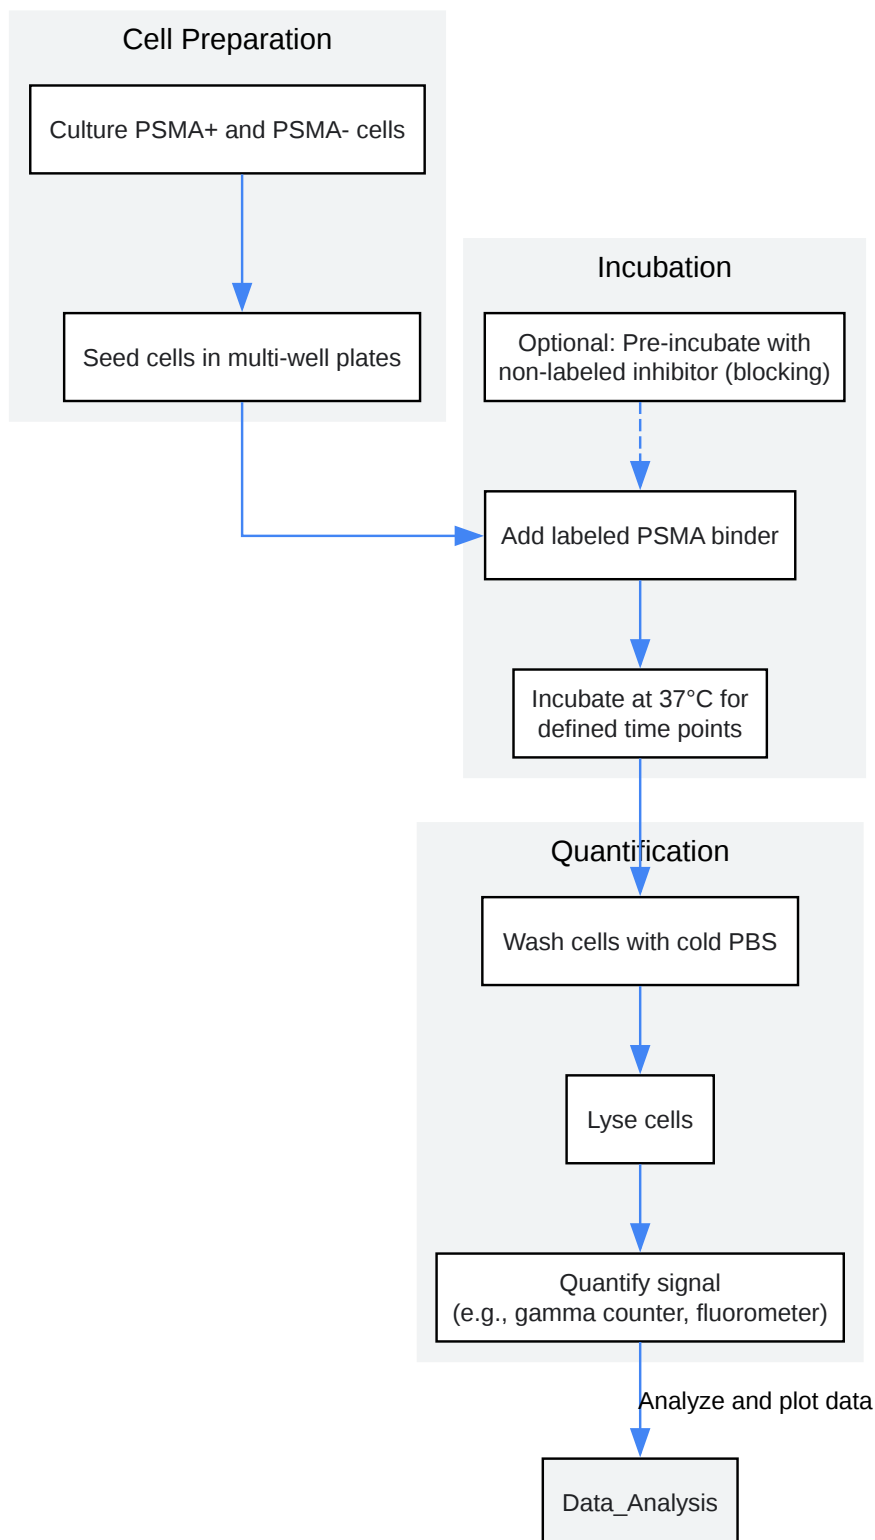 Cell Preparation
Culture PSMA+ and PSMA- cells
Seed cells in multi-well plates
Incubation
Optional: Pre-incubate with
non-labeled inhibitor (blocking)
Add labeled PSMA binder
Incubate at 37°C for
defined time points
Quantification
Wash cells with cold PBS
Lyse cells
Quantify signal
(e.g., gamma counter, fluorometer)
Analyze and plot data
Data_Analysis